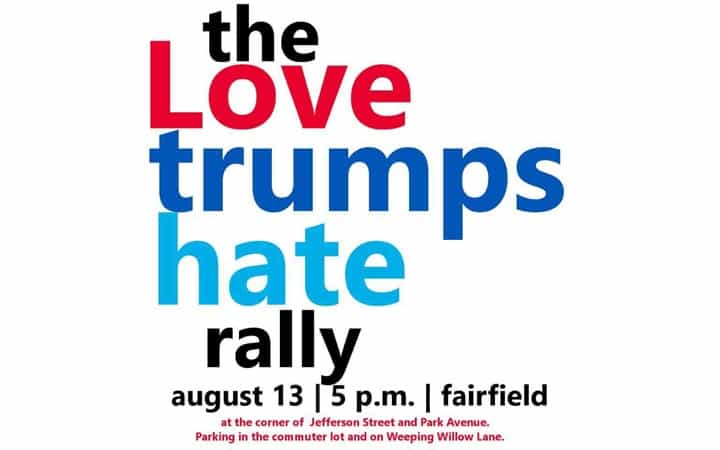 the
Love
trumps
hate
rally
august 13 | 5 p.m. | fairfield
at the corner of Jefferson Street and Park Avenue.
Parking in the commuter lot and on Weeping Willow Lane.